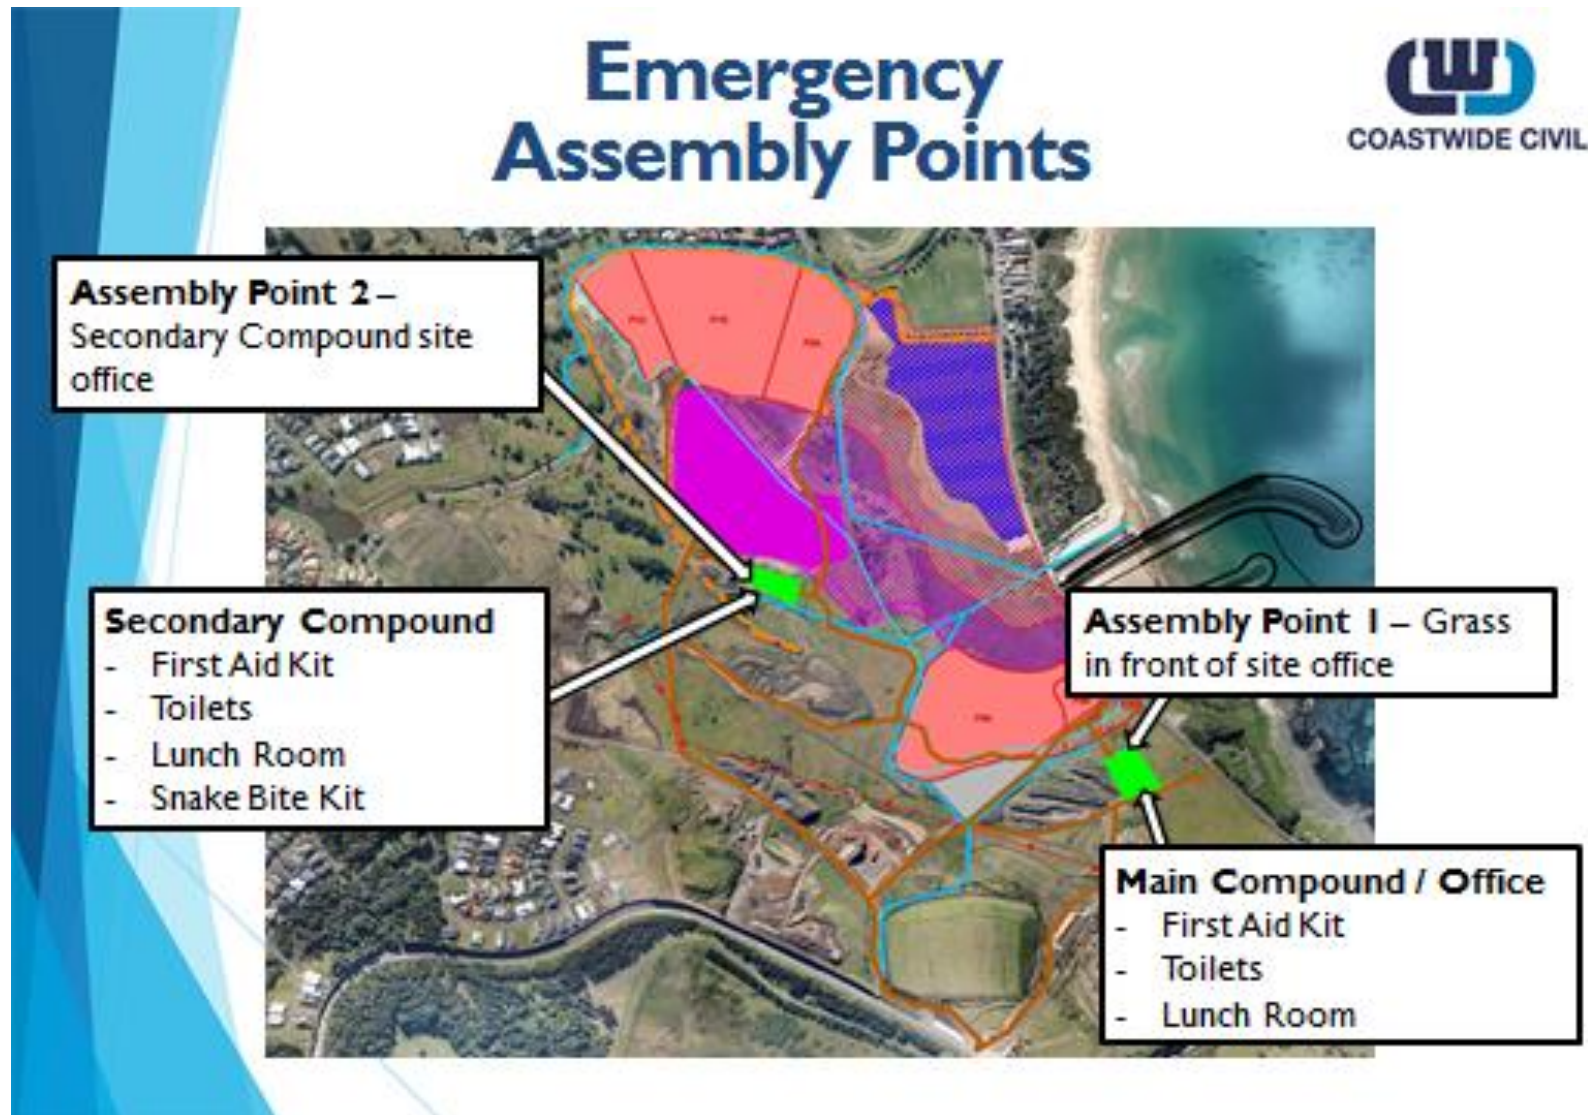 Emergency
Assembly Points
COASTWIDE CIVIL
Assembly Point 2 –
Secondary Compound site
office
Secondary Compound
- First Aid Kit
- Toilets
- Lunch Room
- Snake Bite Kit
Assembly Point 1 – Grass
in front of site office
Main Compound / Office
- First Aid Kit
- Toilets
- Lunch Room